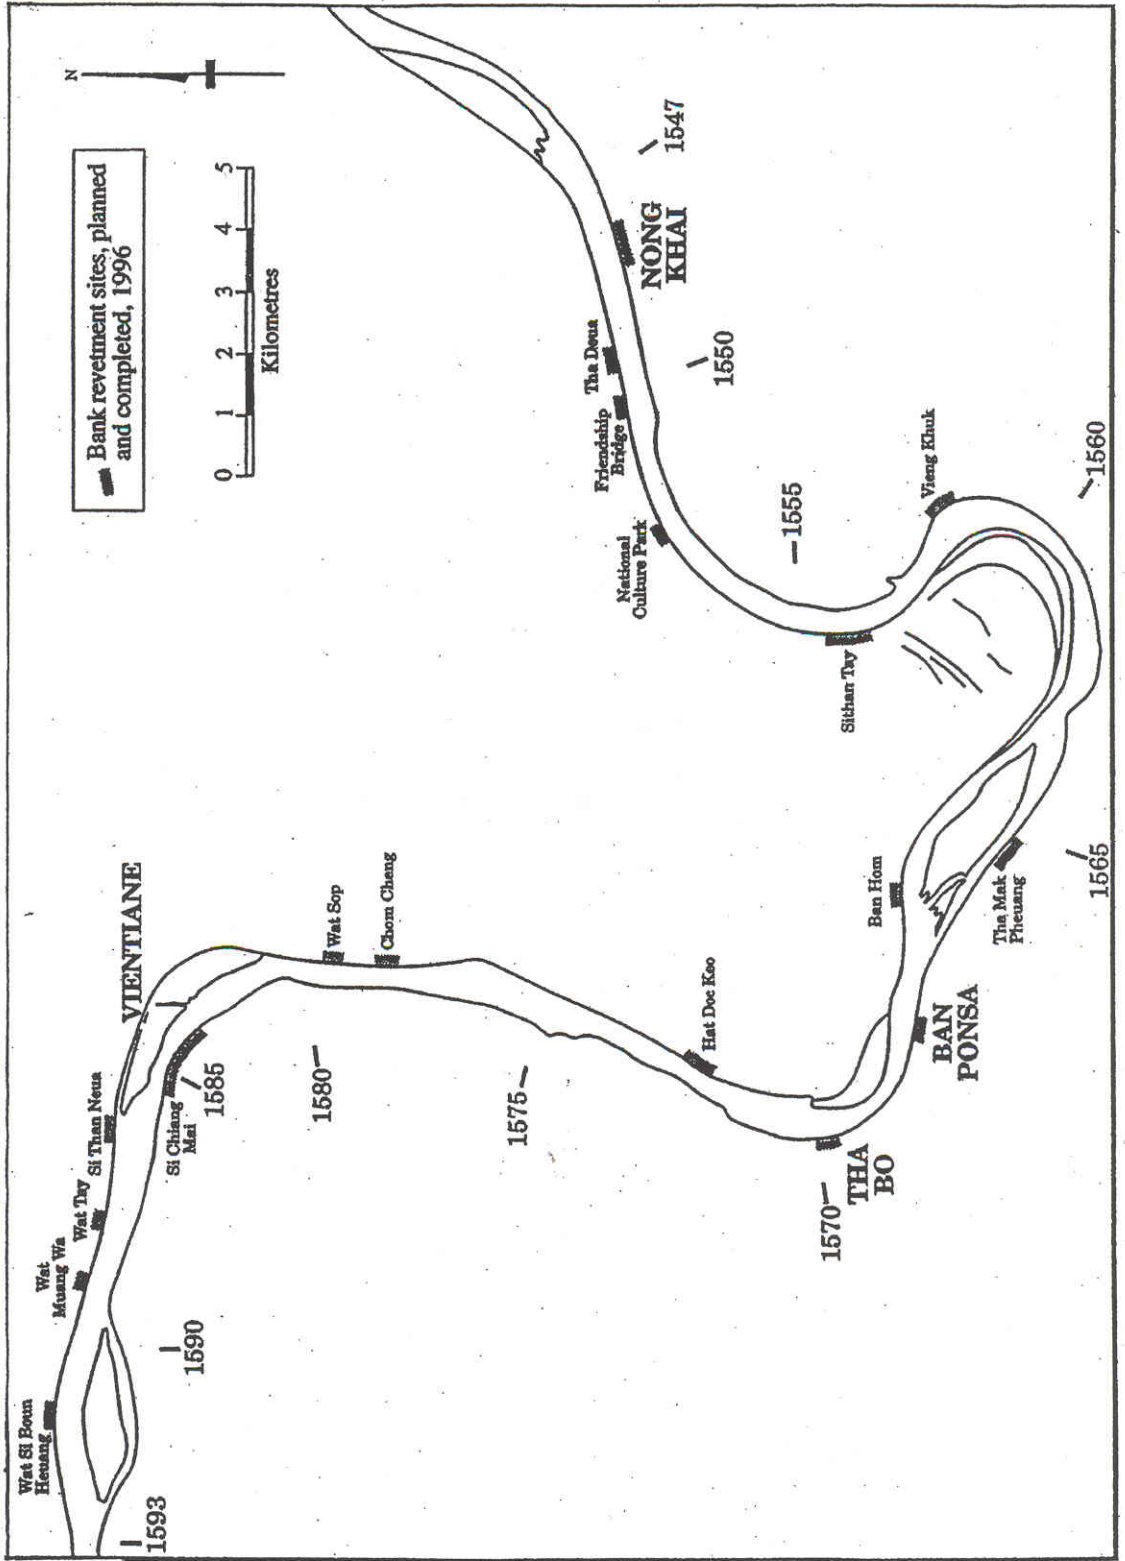 N
Bank revetment sites, planned
and completed, 1996
0 1 2 3 4 5
Kilometres
Wat Si Boun
Heuang
Wat
Muang Wa
Wat Tay
Si Than Neua
VIENTIANE
1593
1590
Si Chiang
Mai
1585
1580
Wat Sop
Chom Chang
1575
Hat Doc Keo
1570
THA
BO
BAN
PONSA
Ban Hom
Tha Mak
Pheuang
1565
Sithan Tay
Vieng Khuk
1560
1555
National
Culture Park
Friendship
Bridge
Tha Deua
1550
NONG
KHAI
1547